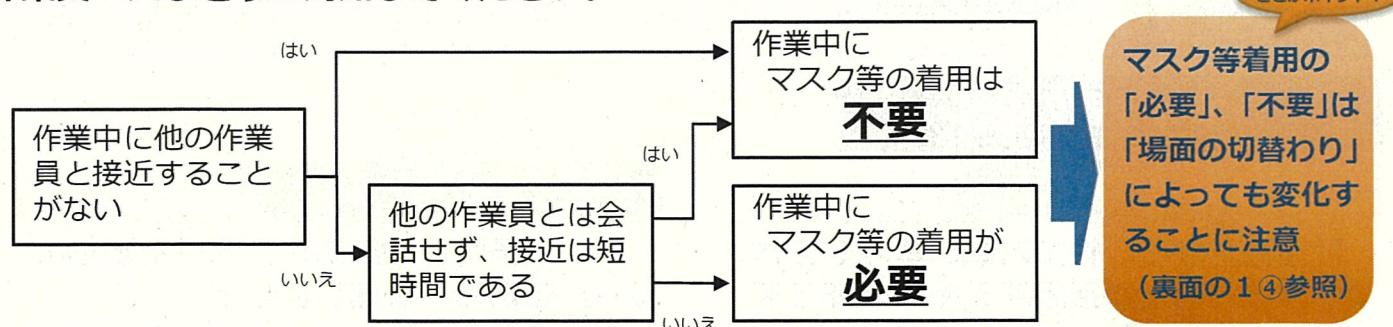 はい
作業中に他の作業
員と接近すること
がない
いいえ
他の作業員とは会
話せず、接近は短
時間である
はい
いいえ
作業中に
マスク等の着用は
不要
作業中に
マスク等の着用が
必要
マスク等着用の
「必要」、「不要」は
「場面の切替わり」
によっても変化す
ることに注意
（裏面の１④参照）